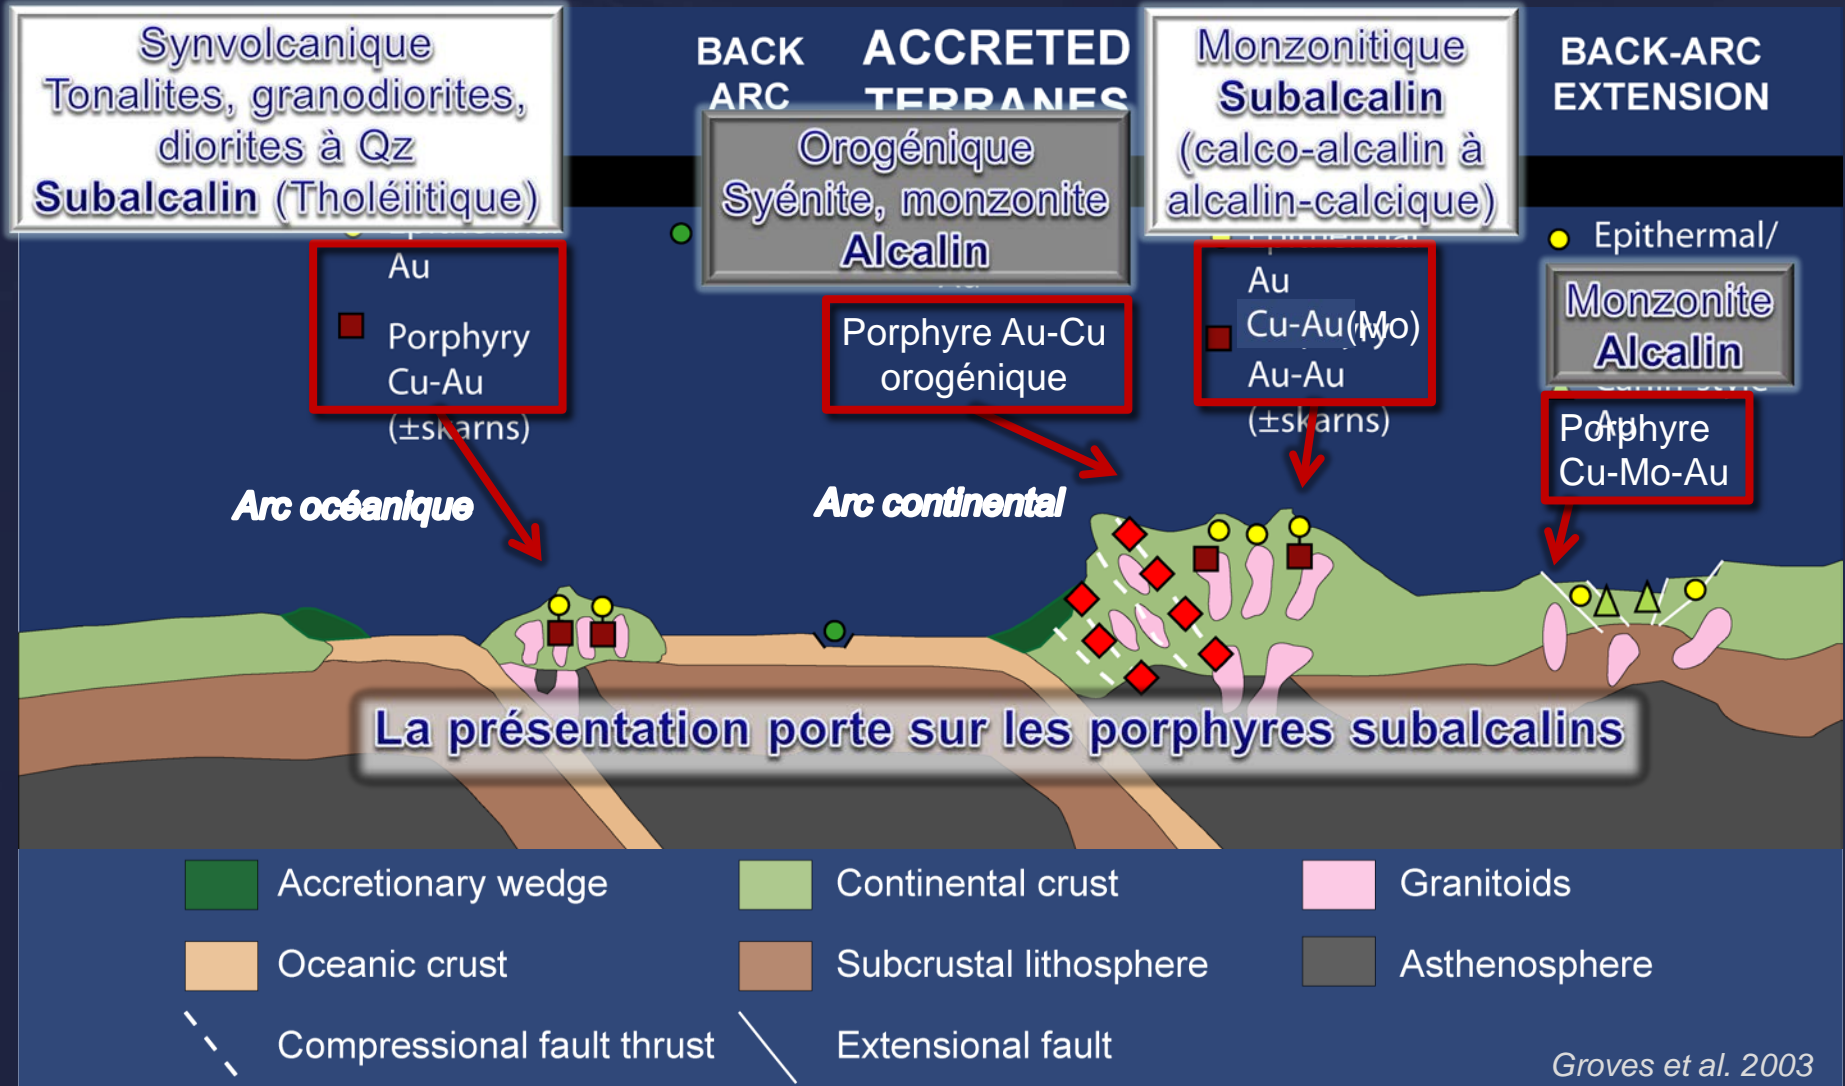 Synvolcanique
Tonalites, granodiorites,
diorites à Qz
Subalcalin (Tholéiitique)
BACK
ARC
ACCRETED
TERRANES
Orogénique
Syénite, monzonite
Alcalin
Monzonitique
Subalcalin
(calco-alcalin à
alcalin-calcique)
BACK-ARC
EXTENSION
Au
Porphyry
Cu-Au
(±skarns)
Porphyre Au-Cu
orogénique
Au
Cu-Au (Mo)
Au-Au
(±skarns)
Epithermal/
Monzonite
Alcalin
Au
Porphyre
Cu-Mo-Au
Arc océanique
Arc continental
La présentation porte sur les porphyres subalcalins
Accretionary wedge
Continental crust
Granitoids
Oceanic crust
Subcrustal lithosphere
Asthenosphere
Compressional fault thrust
Extensional fault
Groves et al. 2003